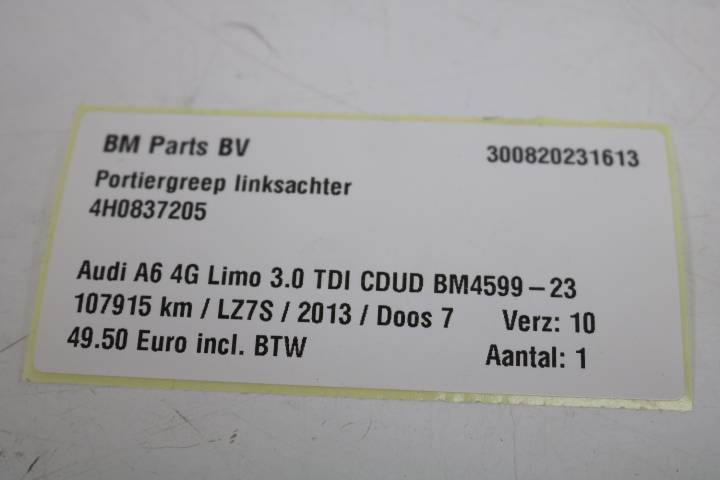 BM Parts BV 300820231613
Portiergreep linksachter
4H0837205
Audi A6 4G Limo 3.0 TDI CDUD BM4599-23
107915 km / LZ7S / 2013 / Doos 7 Verz: 10
49.50 Euro incl. BTW Aantal: 1